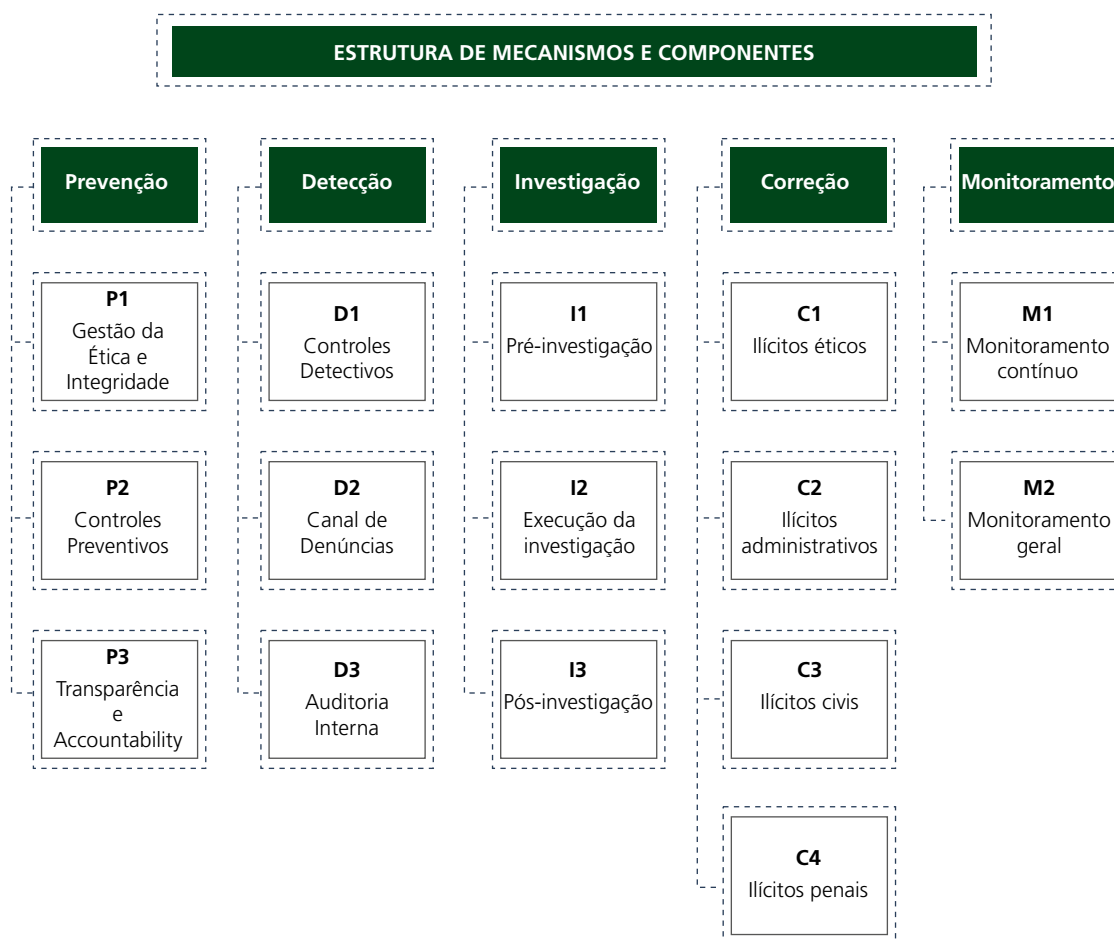 ESTRUTURA DE MECANISMOS E COMPONENTES
Prevenção
P1
Gestão da
Ética e
Integridade
P2
Controles
Preventivos
P3
Transparência
e
Accountability
Detecção
D1
Controles
Detectivos
D2
Canal de
Denúncias
D3
Auditoria
Interna
Investigação
I1
Pré-investigação
I2
Execução da
investigação
I3
Pós-investigação
Correção
C1
Ilícitos éticos
C2
Ilícitos
administrativos
C3
Ilícitos civis
C4
Ilícitos penais
Monitoramento
M1
Monitoramento
contínuo
M2
Monitoramento
geral